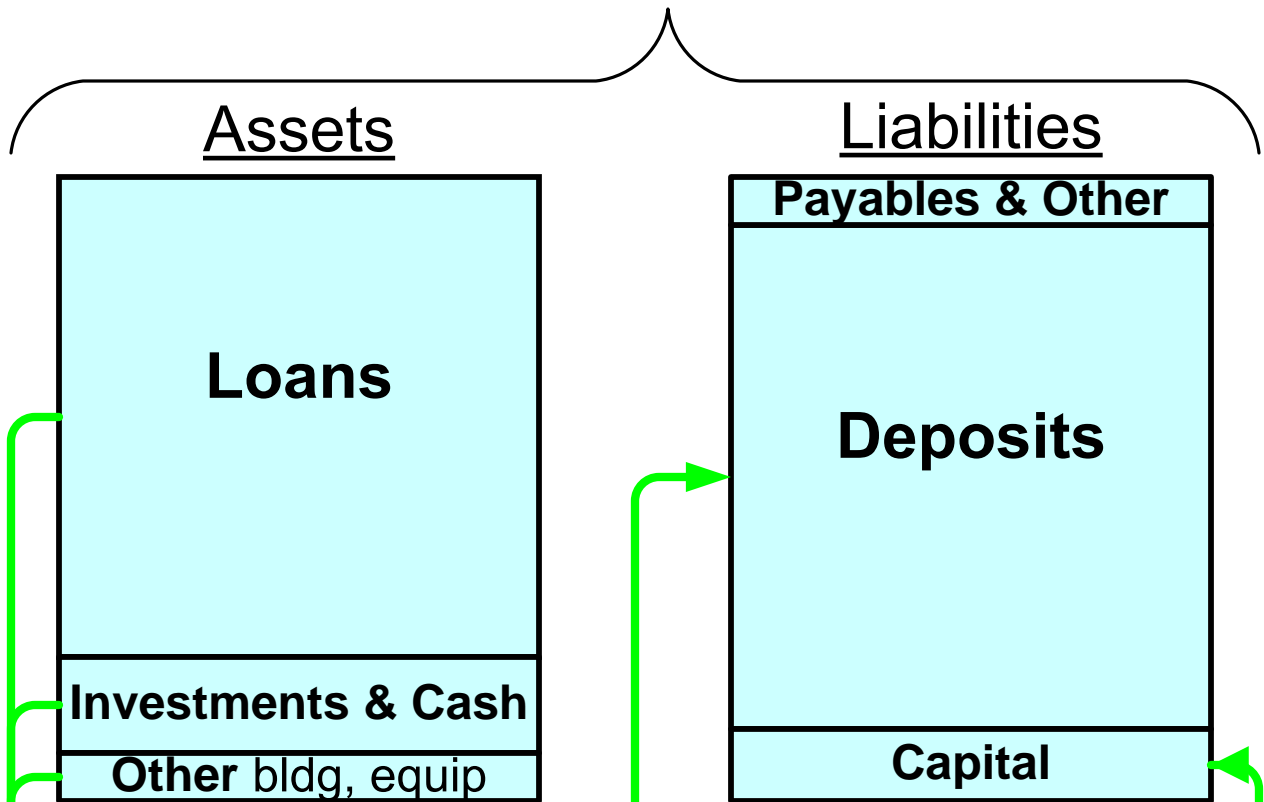 Assets
Loans
Investments & Cash
Other bldg, equip
Liabilities
Payables & Other
Deposits
Capital